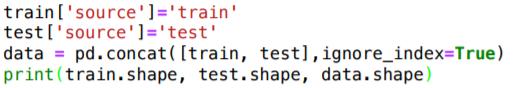 train['source']='train'
test['source']='test'
data = pd.concat([train, test],ignore_index=True)
print(train.shape, test.shape, data.shape)